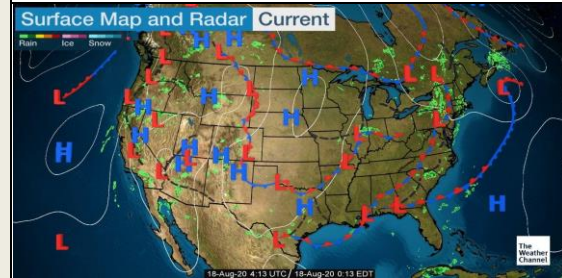 Surface Map and Radar Current
Rain Ice Snow
L H H L L L
L L H H L H H L L H L L L H H L H L H H L L H L L L H L L
18-Aug-20 4:13 UTC / 18-Aug-20 0:13 EDT
The
Weather
Channel